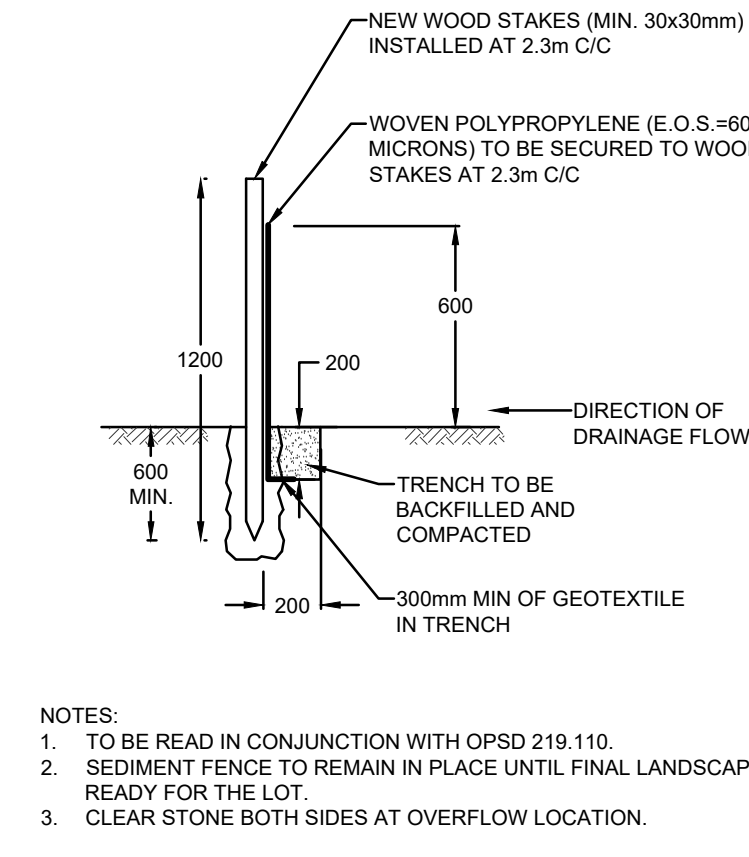 NEW WOOD STAKES (MIN. 30x30mm)
INSTALLED AT 2.3m C/C
WOVEN POLYPROPYLENE (E.O.S.=60
MICRONS) TO BE SECURED TO
STAKES AT 2.3m C/C
600
1200
200
DIRECTION OF
DRAINAGE FLOW
600
MIN.
TRENCH TO BE
BACKFILLED AND
COMPACTED
200
300mm MIN OF GEOTEXTILE
IN TRENCH
NOTES:
1. TO BE READ IN CONJUNCTION WITH OPSD 219.110.
2. SEDIMENT FENCE TO REMAIN IN PLACE UNTIL FINAL
READY FOR THE LOT.
3. CLEAR STONE BOTH SIDES AT OVERFLOW LOCATION.